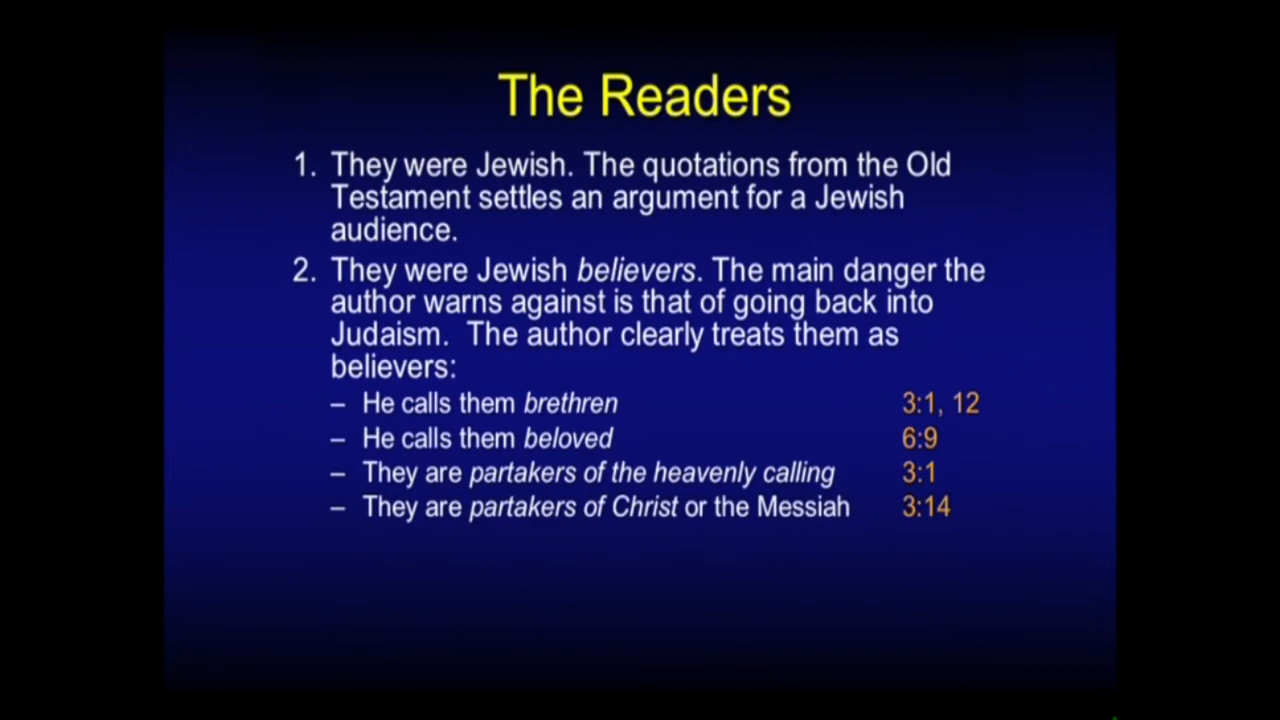 The Readers
1. They were Jewish. The quotations from the Old
Testament settles an argument for a Jewish
audience.
2. They were Jewish believers. The main danger the
author warns against is that of going back into
Judaism. The author clearly treats them as
believers:
– He calls them brethren 3:1, 12
– He calls them beloved 6:9
– They are partakers of the heavenly calling 3:1
– They are partakers of Christ or the Messiah 3:14